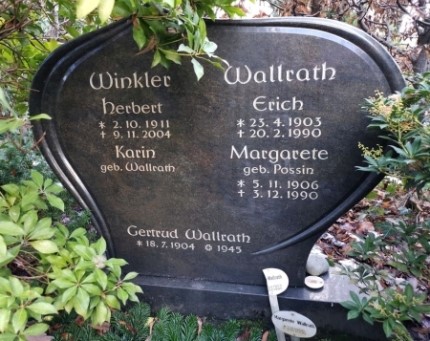 Winkler
Herbert
* 2.10.1911
† 9.11.2004
Karin
geb. Wallrath
Wallrath
Erich
* 23.4.1903
† 20.2.1990
Margarete
geb. Possin
* 5.11.1906
† 3.12.1990
Gertrud Wallrath
* 18.7.1904 ⊙ 1945